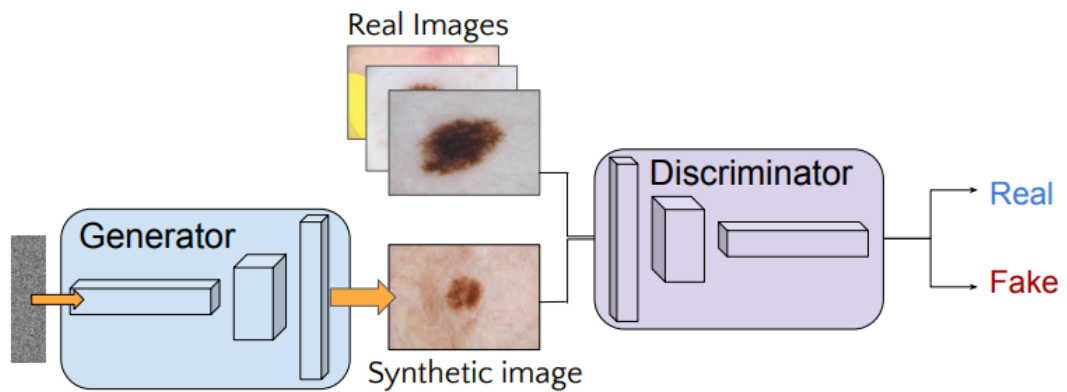 Real Images
Generator
Discriminator
Real
Fake
Synthetic image